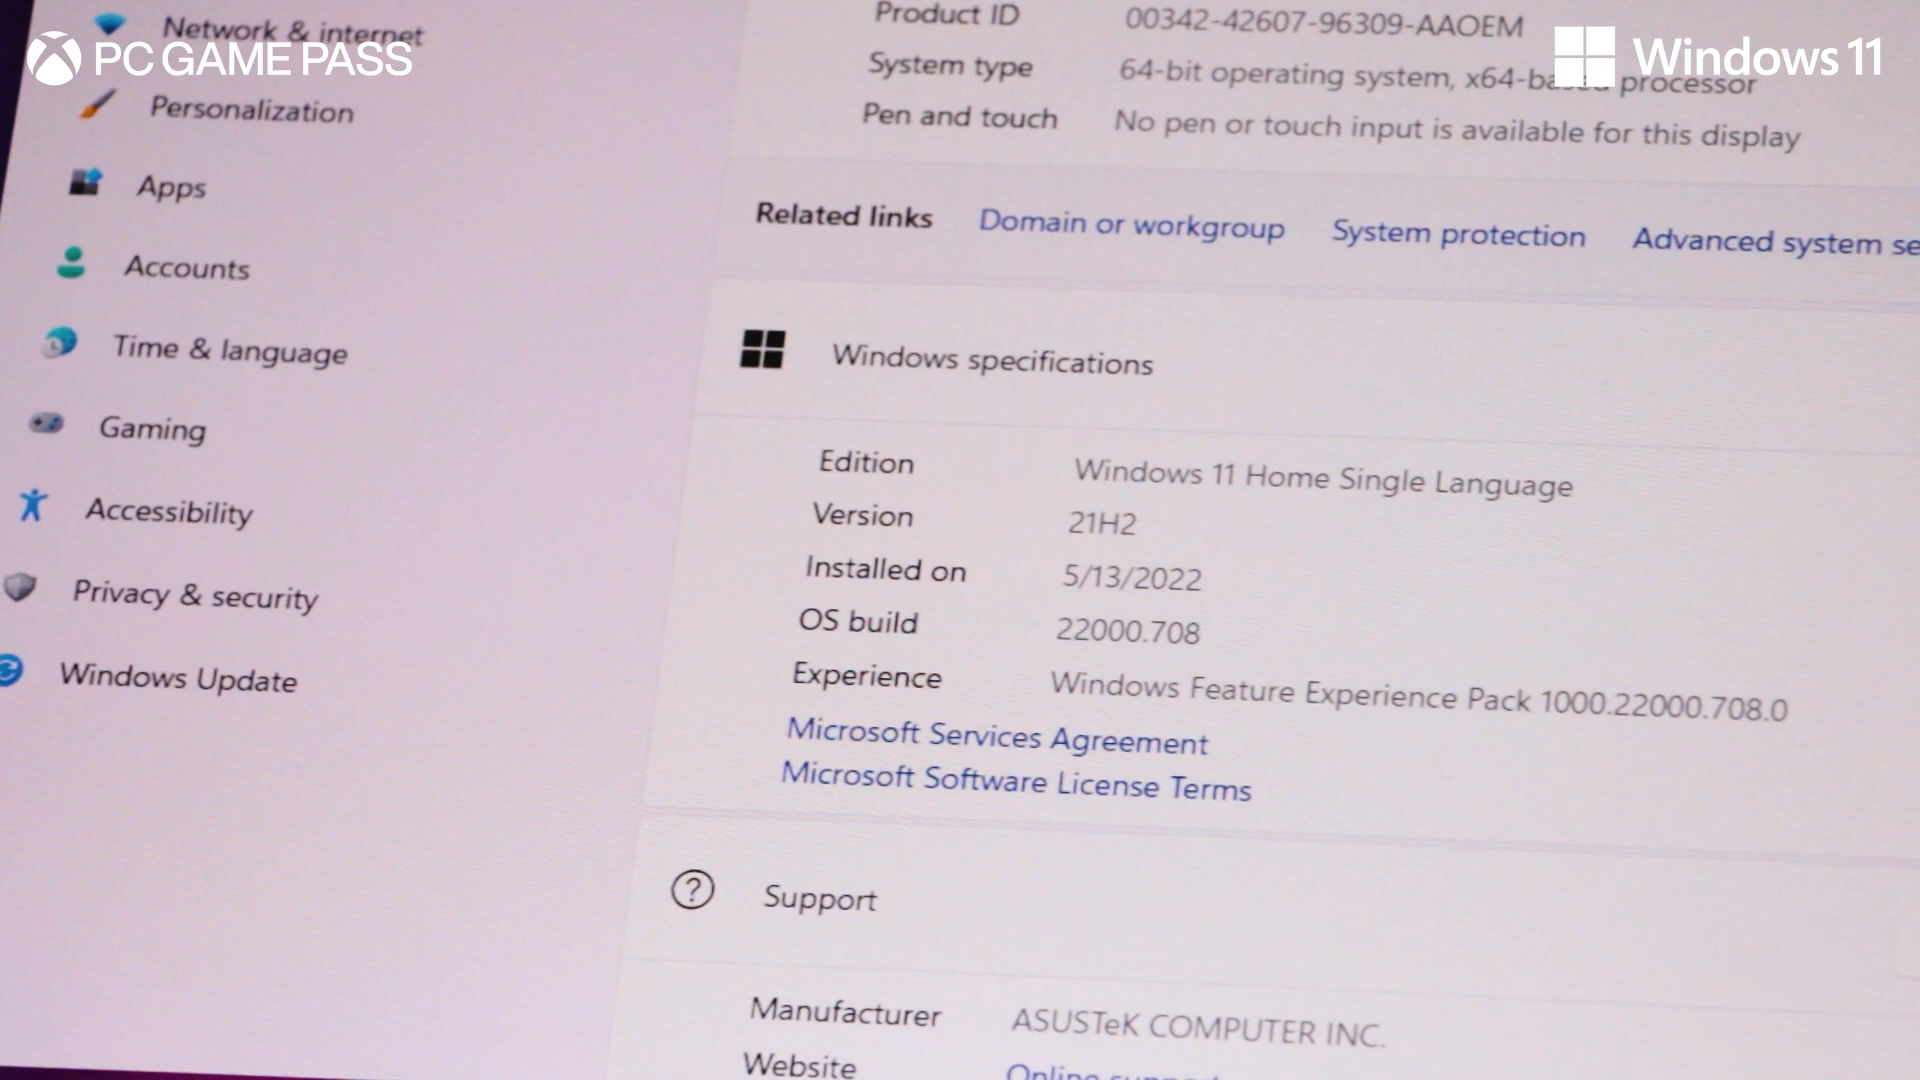 Network & internet
PC GAME PASS
Personalization
Apps
Accounts
Time & language
Gaming
Accessibility
Privacy & security
Windows Update
Product ID 00342-42607-96309-AAOEM
Windows 11
System type 64-bit operating system, x64-based processor
Pen and touch No pen or touch input is available for this display
Related links Domain or workgroup System protection Advanced system se
Windows specifications
Edition Windows 11 Home Single Language
Version 21H2
Installed on 5/13/2022
OS build 22000.708
Experience Windows Feature Experience Pack 1000.22000.708.0
Microsoft Services Agreement
Microsoft Software License Terms
Support
Manufacturer ASUSTeK COMPUTER INC.
Website Online support